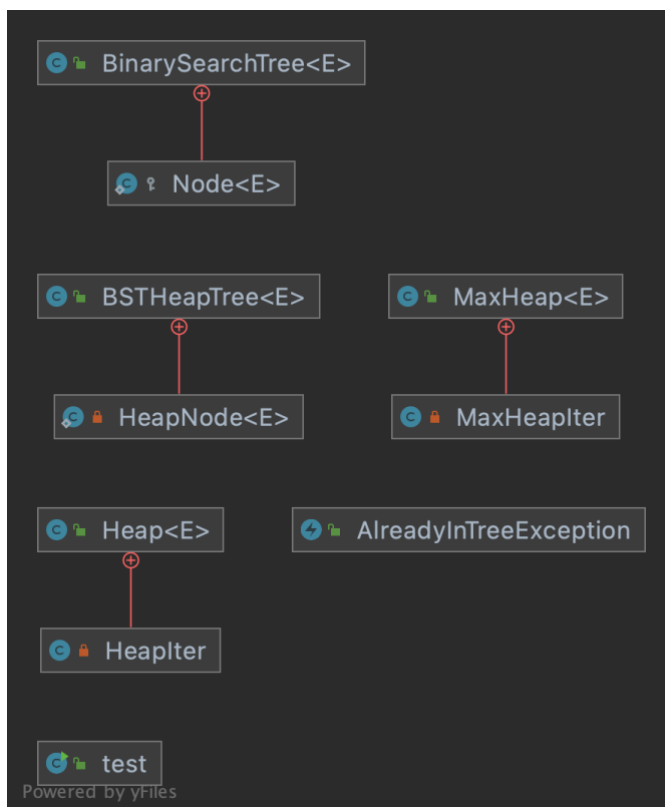 BinarySearchTree<E>
Node<E>
BSTHeapTree<E>
MaxHeap<E>
HeapNode<E>
MaxHeapIter
Heap<E>
AlreadyInTreeException
HeapIter
test
Powered by yFiles